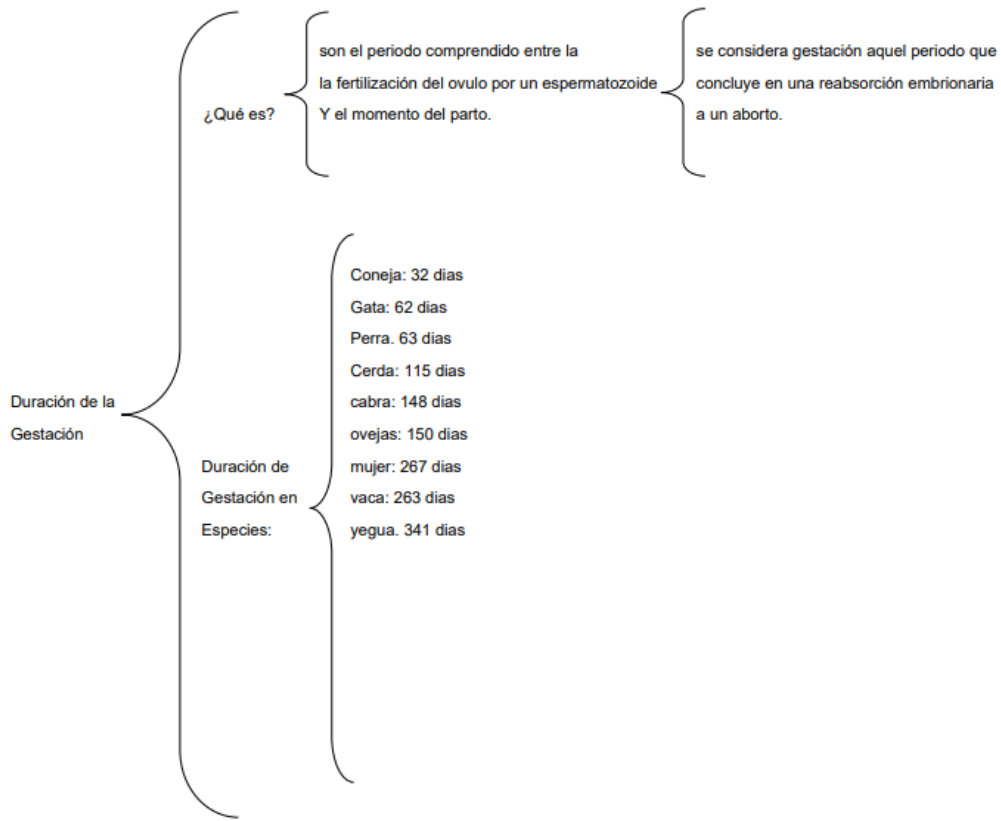 Duración de la
Gestación
¿Qué es?
son el periodo comprendido entre la
la fertilización del ovulo por un espermatozoide
Y el momento del parto.
se considera gestación aquel periodo que
concluye en una reabsorción embrionaria
a un aborto.
Duración de
Gestación en
Especies:
Coneja: 32 dias
Gata: 62 dias
Perra. 63 dias
Cerda: 115 dias
cabra: 148 dias
ovejas: 150 dias
mujer: 267 dias
vaca: 263 dias
yegua. 341 dias